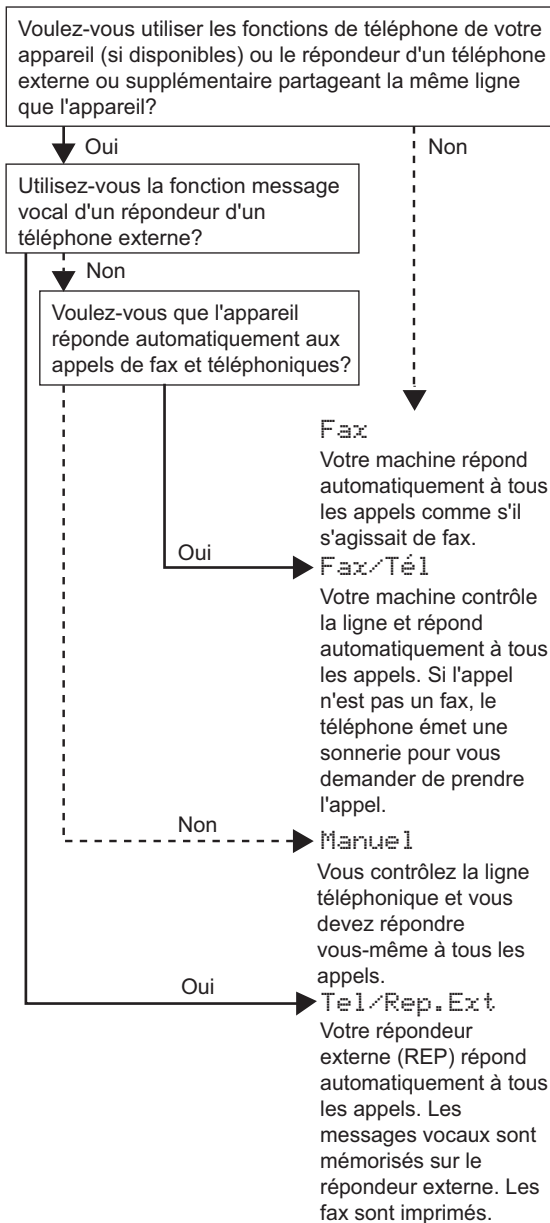 Voulez-vous utiliser les fonctions de téléphone de votre
appareil (si disponibles) ou le répondeur d'un téléphone
externe ou supplémentaire partageant la même ligne
que l'appareil?
Oui
Non
Utilisez-vous la fonction message
vocal d'un répondeur d'un
téléphone externe?
Non
Voulez-vous que l'appareil
réponde automatiquement aux
appels de fax et téléphoniques?
Fax
Votre machine répond
automatiquement à tous
les appels comme s'il
s'agissait de fax.
Oui
Fax/Tél
Votre machine contrôle
la ligne et répond
automatiquement à tous
les appels. Si l'appel
n'est pas un fax, le
téléphone émet une
sonnerie pour vous
demander de prendre
l'appel.
Non
Manuel
Vous contrôlez la ligne
téléphonique et vous
devez répondre
vous-même à tous les
appels.
Oui
Tel/Rep.Ext
Votre répondeur
externe (REP) répond
automatiquement à tous
les appels. Les
messages vocaux sont
mémorisés sur le
répondeur externe. Les
fax sont imprimés.